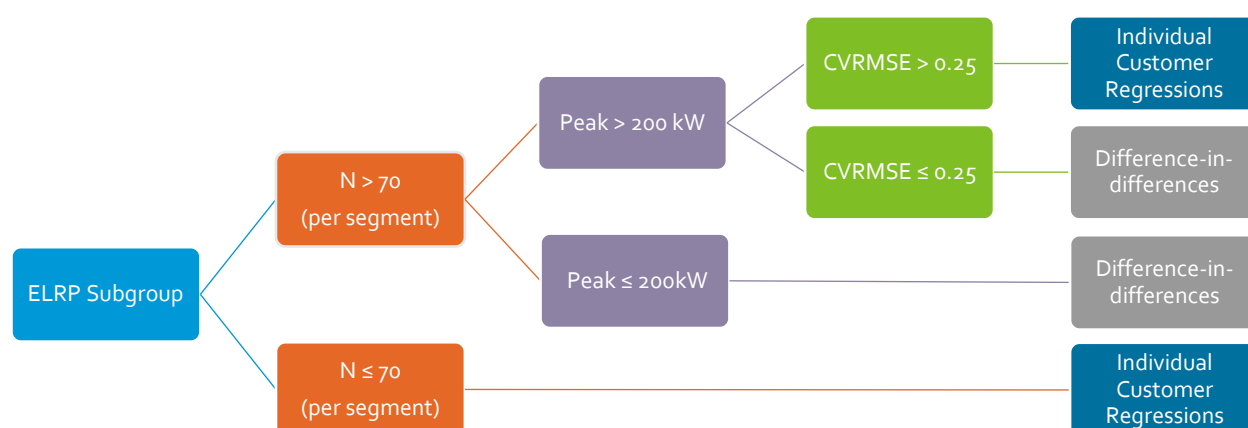 ELRP Subgroup
N > 70
(per segment)
N ≤ 70
(per segment)
Peak > 200 kW
Peak ≤ 200kW
CVRMSE > 0.25
CVRMSE ≤ 0.25
Individual
Customer
Regressions
Difference-in-
differences
Difference-in-
differences
Individual
Customer
Regressions